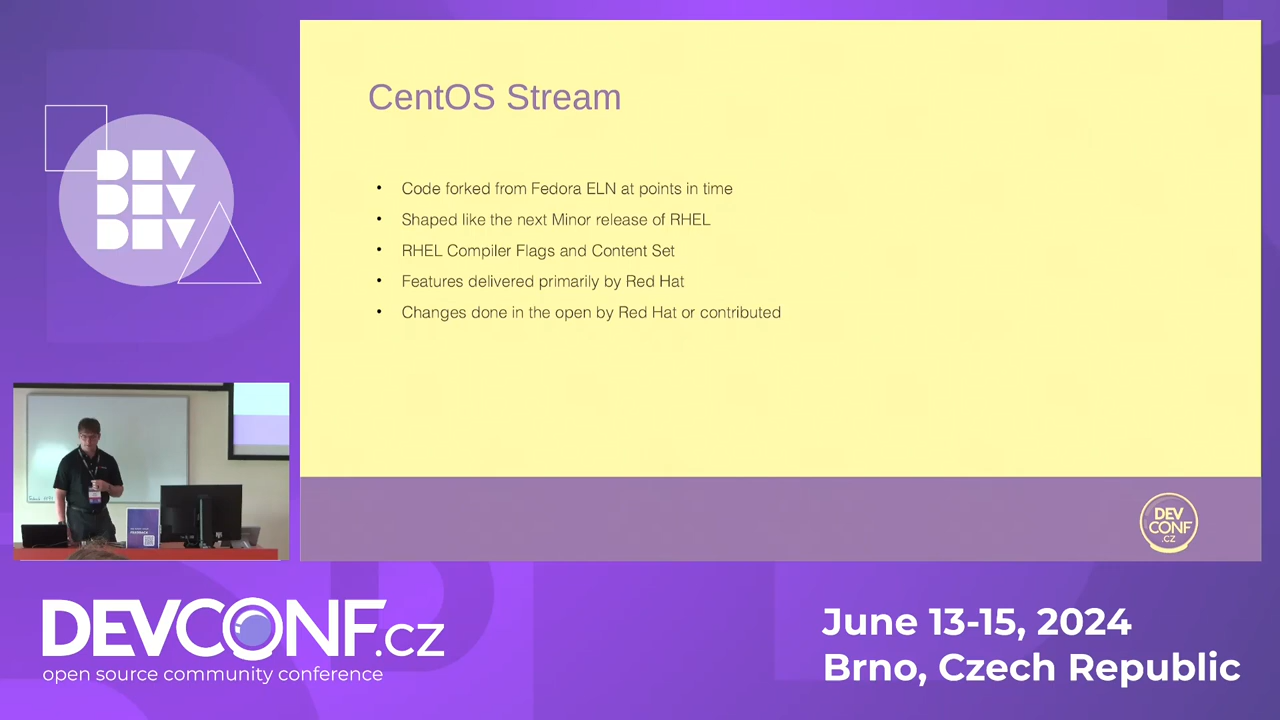 DEV
DEV
DEV
CentOS Stream
• Code forked from Fedora ELN at points in time
• Shaped like the next Minor release of RHEL
• RHEL Compiler Flags and Content Set
• Features delivered primarily by Red Hat
• Changes done in the open by Red Hat or contributed
DEV
CONF
.CZ
DEVCONF.cz
open source community conference
June 13-15, 2024
Brno, Czech Republic